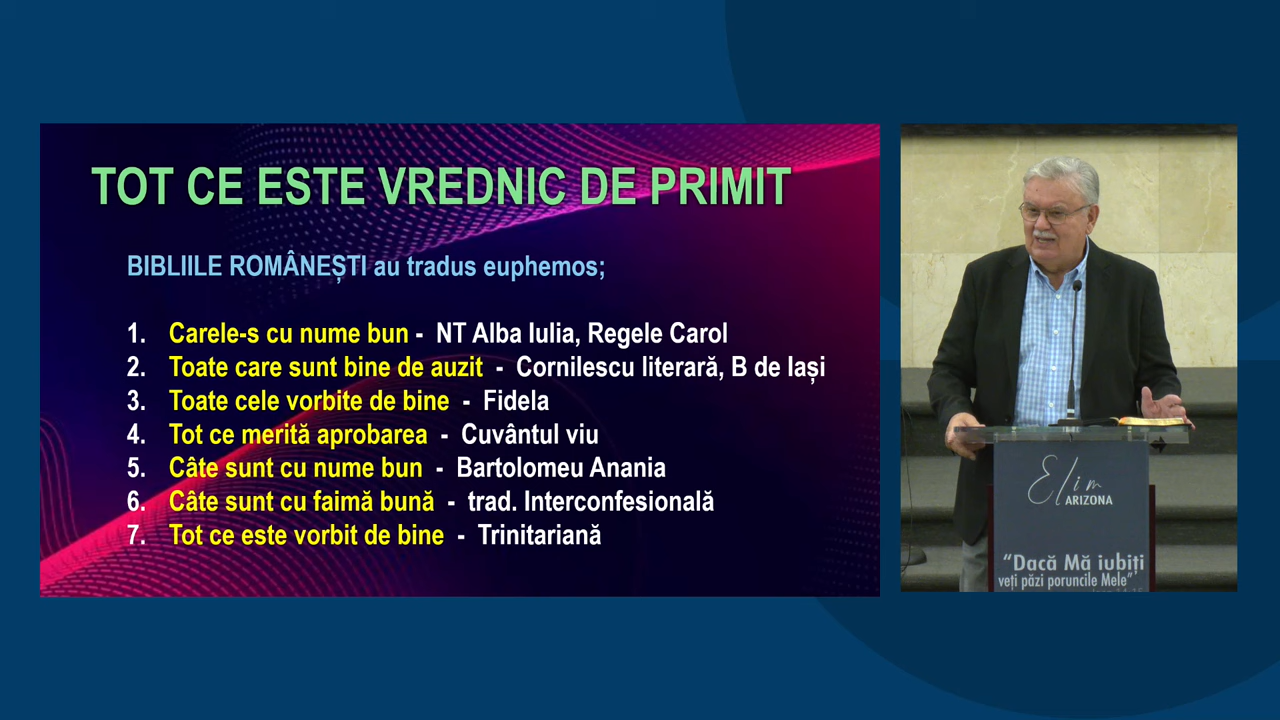 TOT CE ESTE VREDNIC DE PRIMIT
BIBLIILE ROMÂNEȘTI au tradus euphemos;
1. Carele-s cu nume bun - NT Alba Iulia, Regele Carol
2. Toate care sunt bine de auzit - Cornilescu literară, B de Iași
3. Toate cele vorbite de bine - Fidela
4. Tot ce merită aprobarea - Cuvântul viu
5. Câte sunt cu nume bun - Bartolomeu Anania
6. Câte sunt cu faimă bună - trad. Interconfesională
7. Tot ce este vorbit de bine - Trinitariană
Elim
ARIZONA
“Dacă Mă iubiți
veți păzi poruncile Mele”